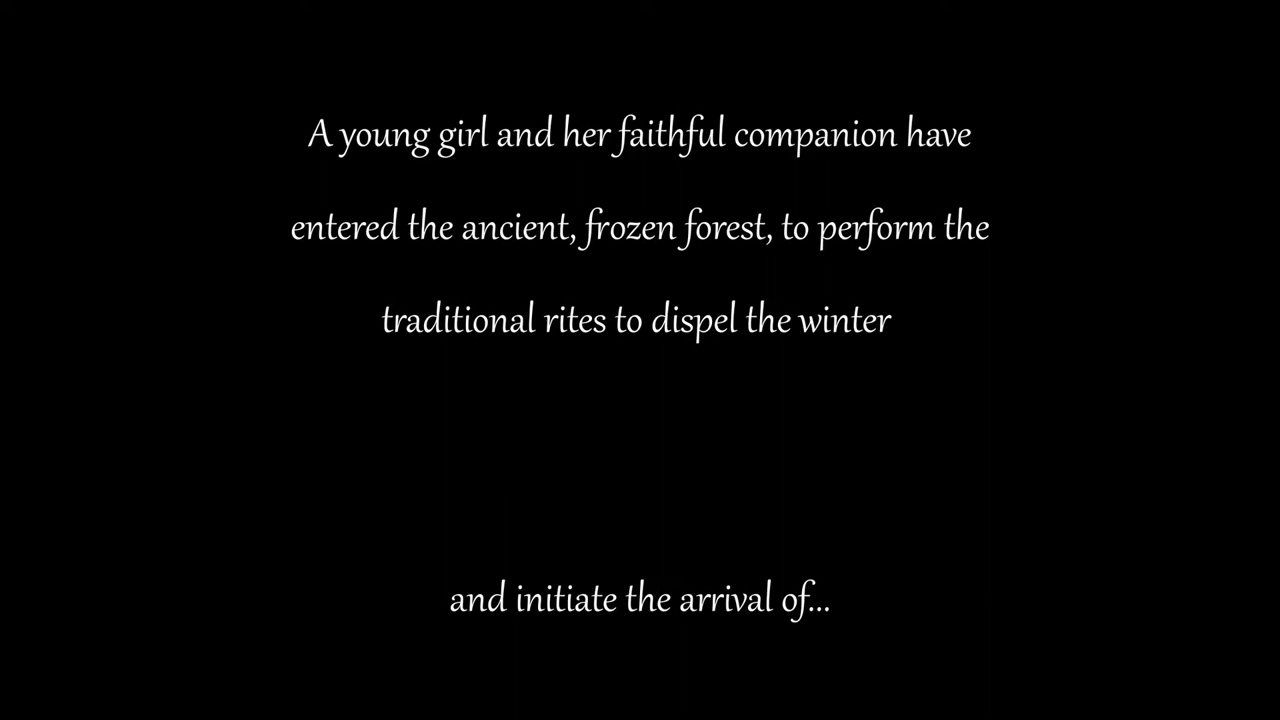 A young girl and her faithful companion have
entered the ancient, frozen forest, to perform the
traditional rites to dispel the winter
and initiate the arrival of...